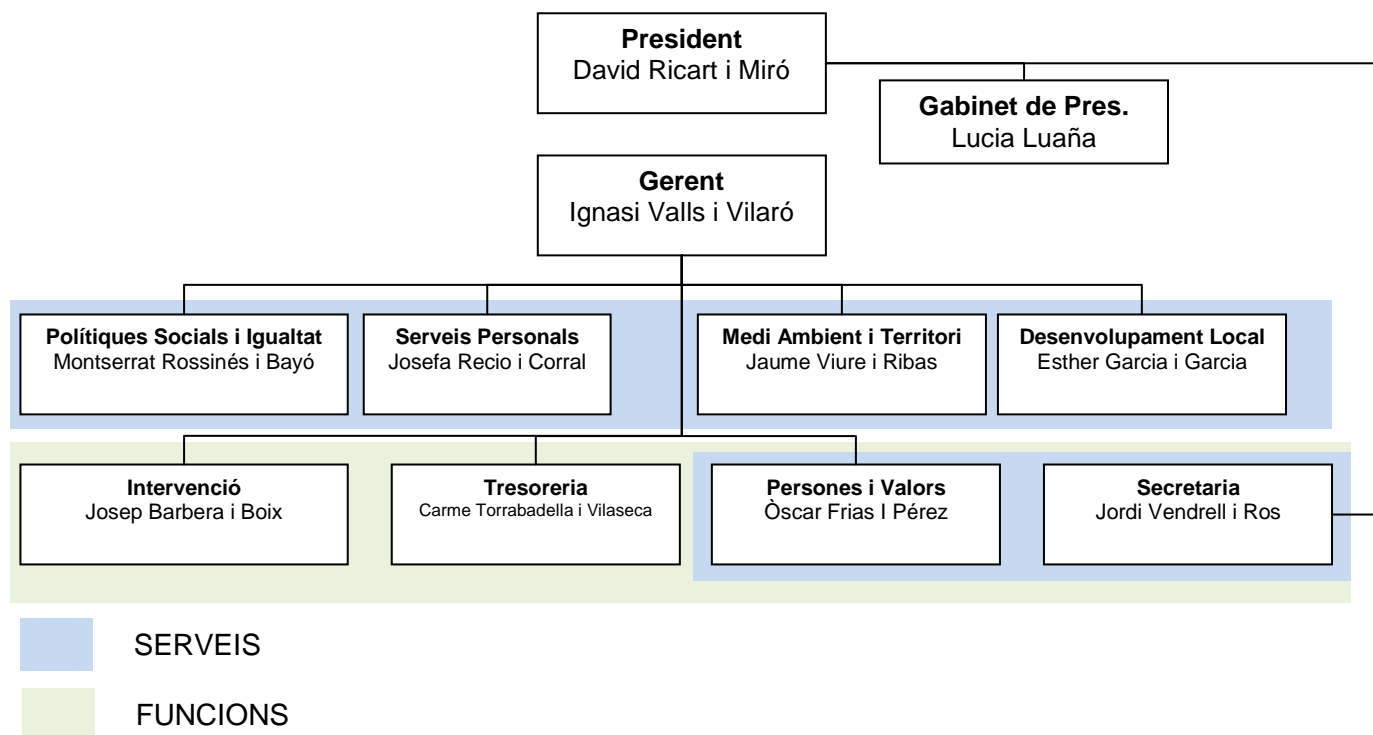 President
David Ricart i Miró
Gabinet de Pres.
Lucia Luaña
Gerent
Ignasi Valls i Vilaró
Polítiques Socials i Igualtat
Montserrat Rossinés i Bayó
Serveis Personals
Josefa Recio i Corral
Medi Ambient i Territori
Jaume Viure i Ribas
Desenvolupament Local
Esther Garcia i Garcia
Intervenció
Josep Barbera i Boix
Tresoreria
Carme Torrabadella i Vilaseca
Persones i Valors
Òscar Frias I Pérez
Secretaria
Jordi Vendrell i Ros
SERVEIS
FUNCIONS